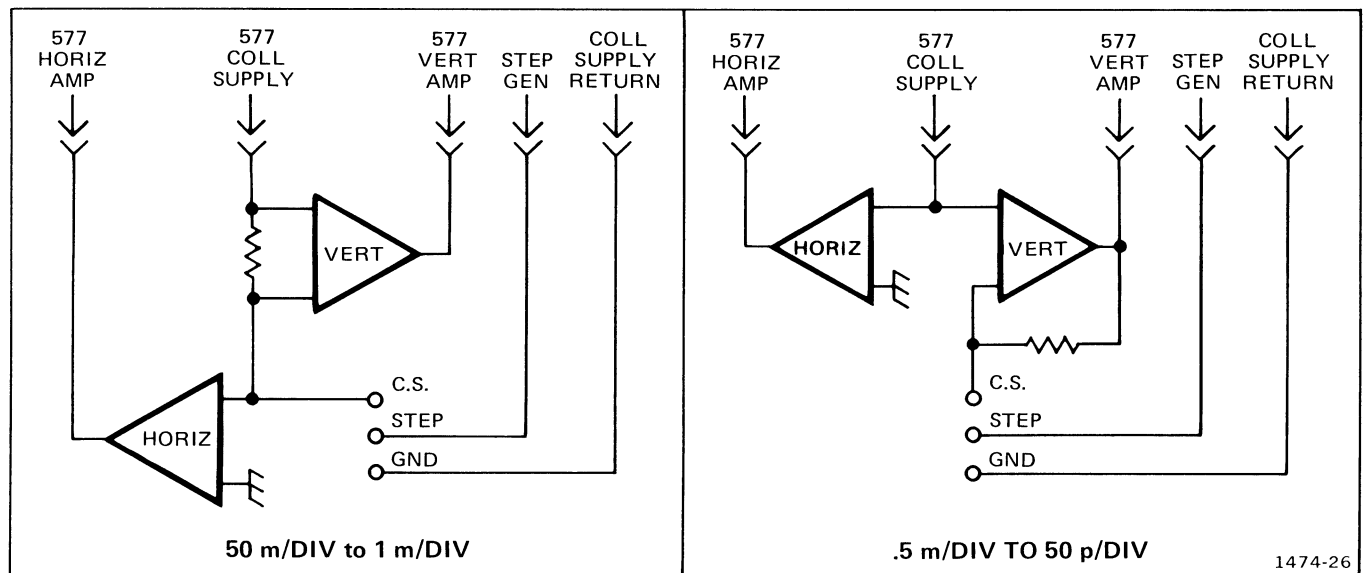 577
HORIZ
AMP
577
COLL
SUPPLY
577
VERT
AMP
STEP
GEN
COLL
SUPPLY
RETURN
VERT
HORIZ
C.S.
STEP
GND
50 m/DIV to 1 m/DIV
577
HORIZ
AMP
577
COLL
SUPPLY
577
VERT
AMP
STEP
GEN
COLL
SUPPLY
RETURN
HORIZ
VERT
C.S.
STEP
GND
.5 m/DIV TO 50 p/DIV
1474-26